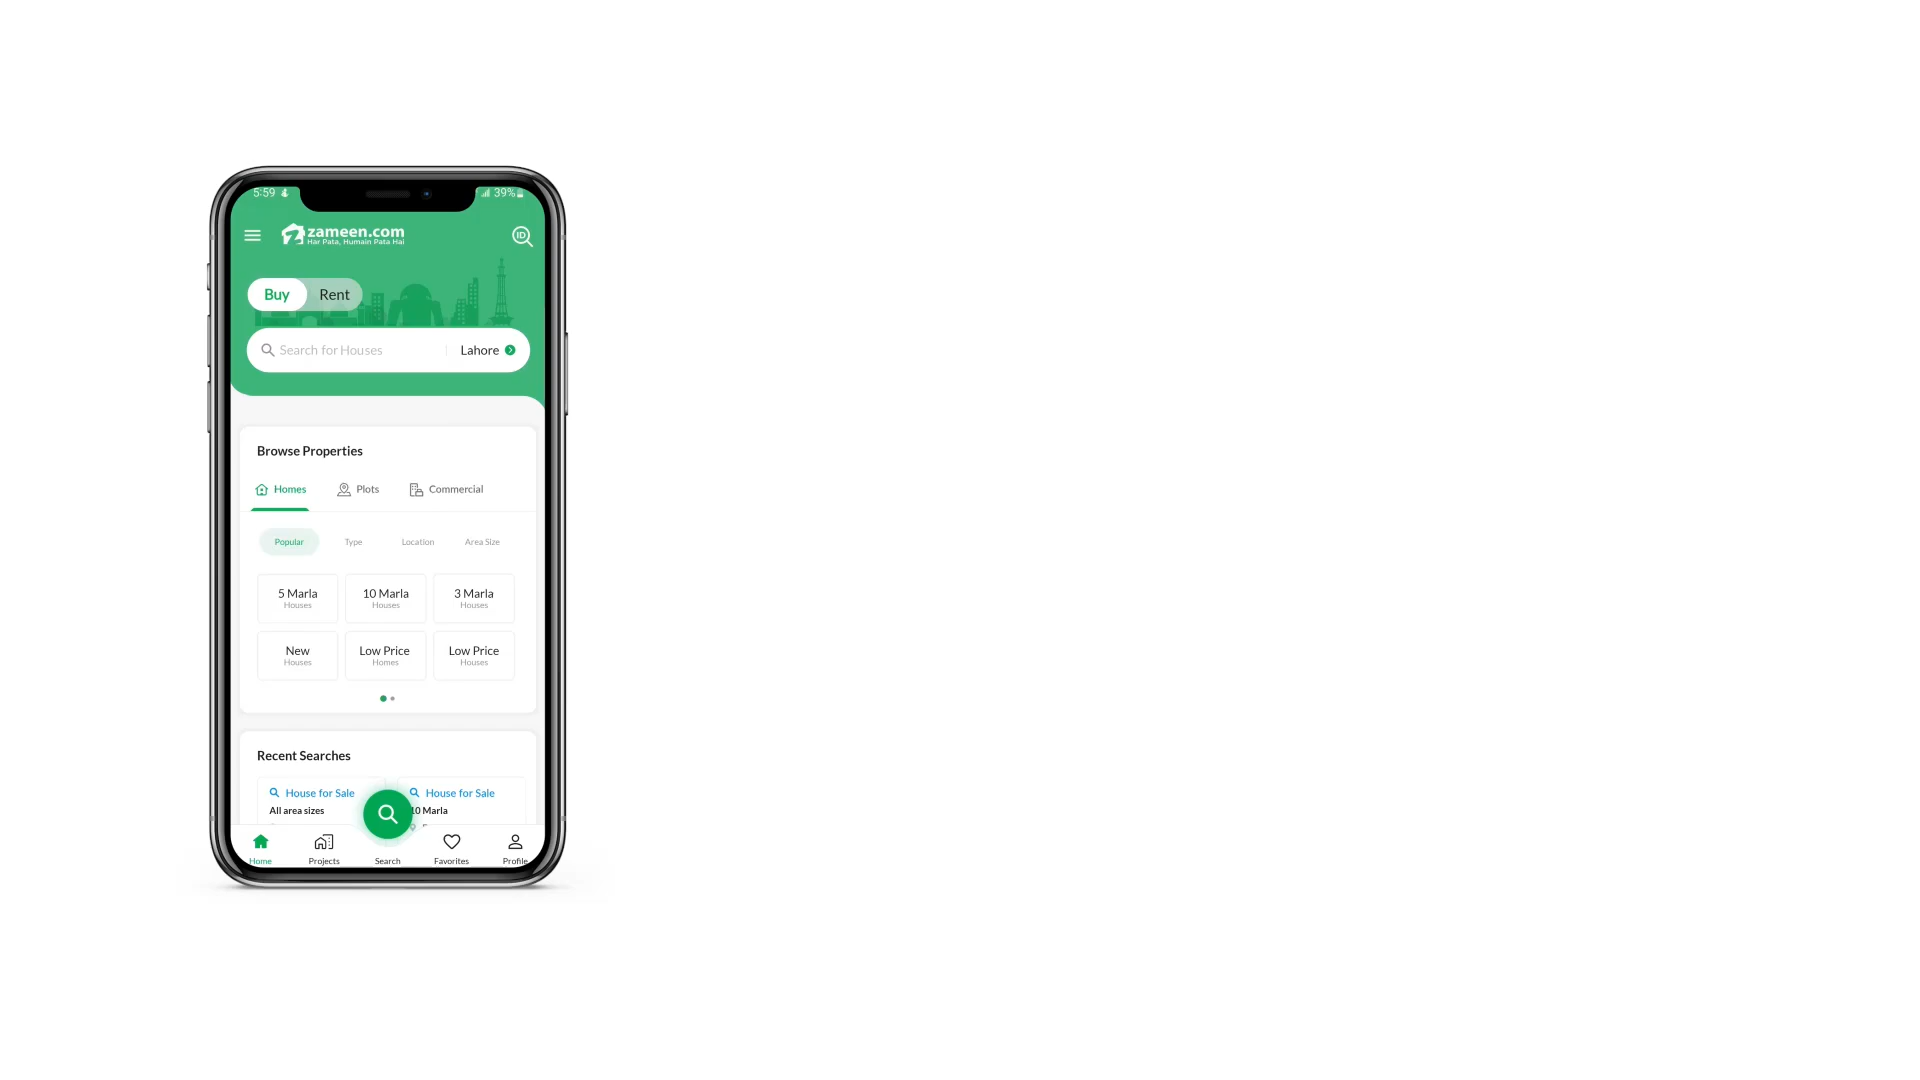 5:59
39%
zameen.com
Har Pata, Humain Pata Hai
ID
Buy Rent
Search for Houses Lahore
Browse Properties
Homes Plots Commercial
Popular Type Location Area Size
5 Marla 10 Marla 3 Marla
Houses Houses Houses
New Low Price Low Price
Houses Homes Houses
Recent Searches
House for Sale House for Sale
All area sizes 10 Marla
Home Projects Search Favorites Profile